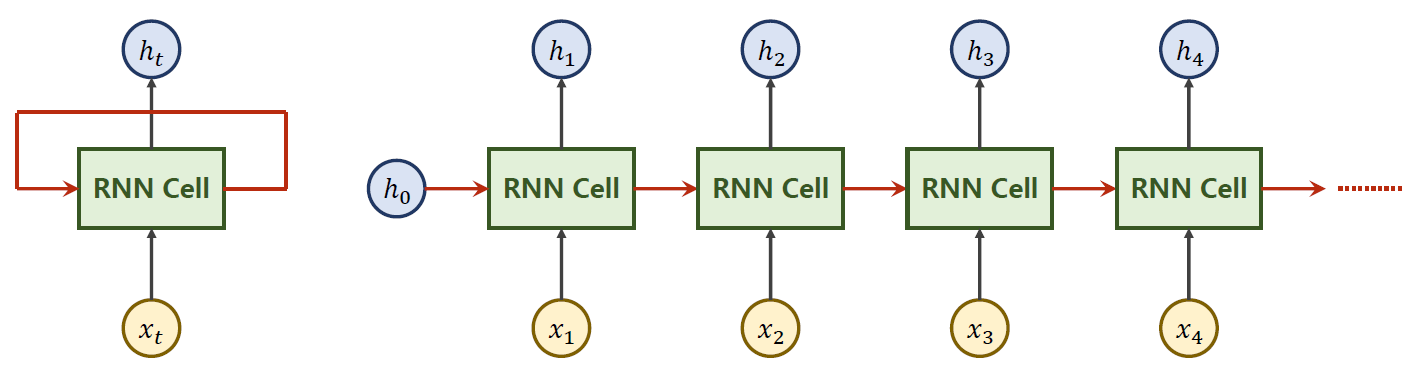 h_t
h_1 h_2 h_3 h_4
RNN Cell
h_0 RNN Cell RNN Cell RNN Cell RNN Cell
x_t
x_1 x_2 x_3 x_4